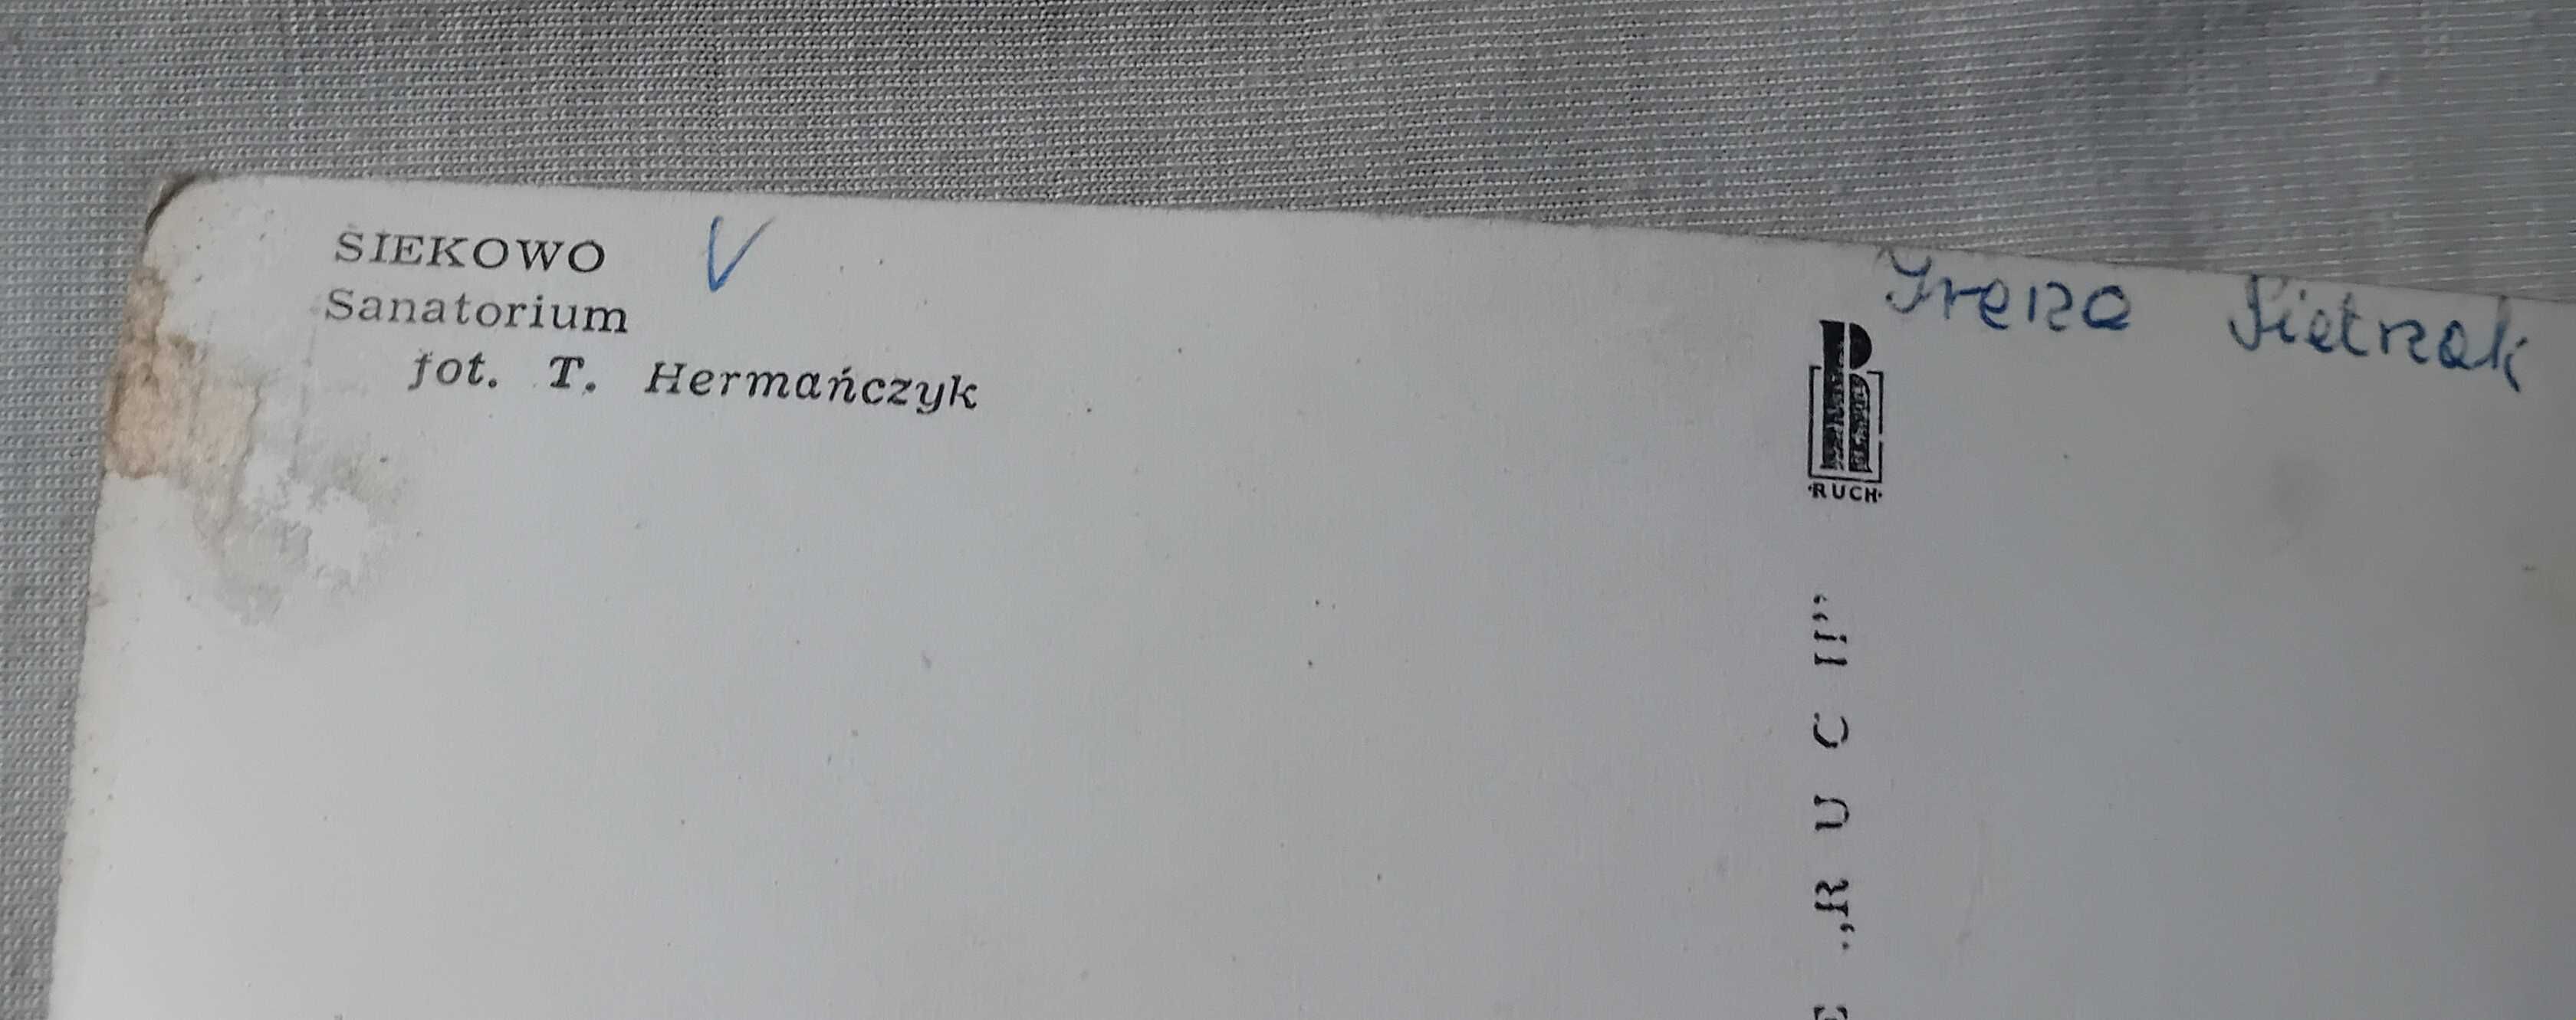 SIEKOWO V
Sanatorium
fot. T. Hermańczyk
Irena Pietrzak
RUCH
E „RUCH”